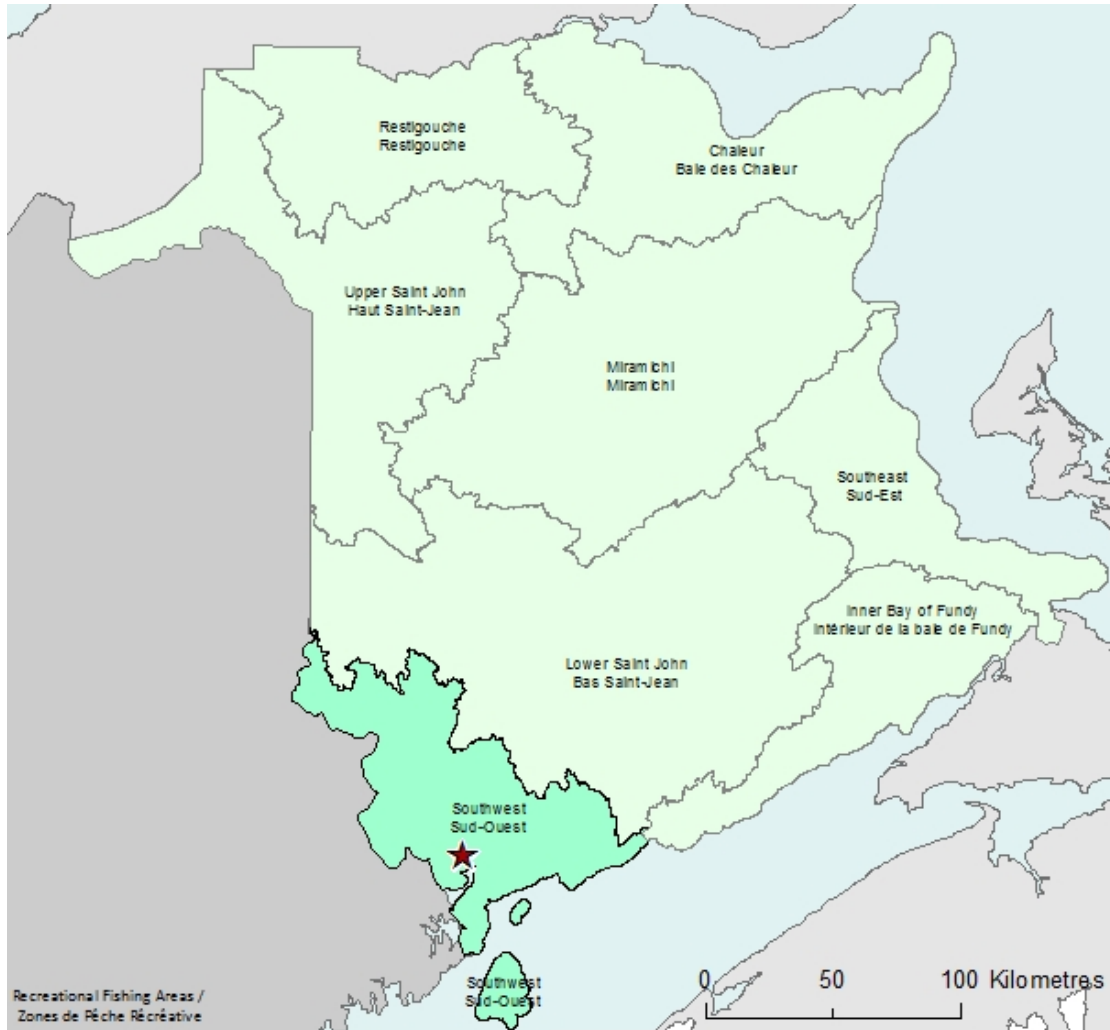 Restigouche
Restigouche
Chaleur
Baie des Chaleur
Upper Saint John
Haut Saint-Jean
Miramichi
Miramichi
Southeast
Sud-Est
Inner Bay of Fundy
Intérieur de la baie de Fundy
Lower Saint John
Bas Saint-Jean
Southwest
Sud-Ouest
Southwest
Sud-Ouest
0 50 100 Kilometres
Recreational Fishing Areas /
Zones de Pêche Récréative